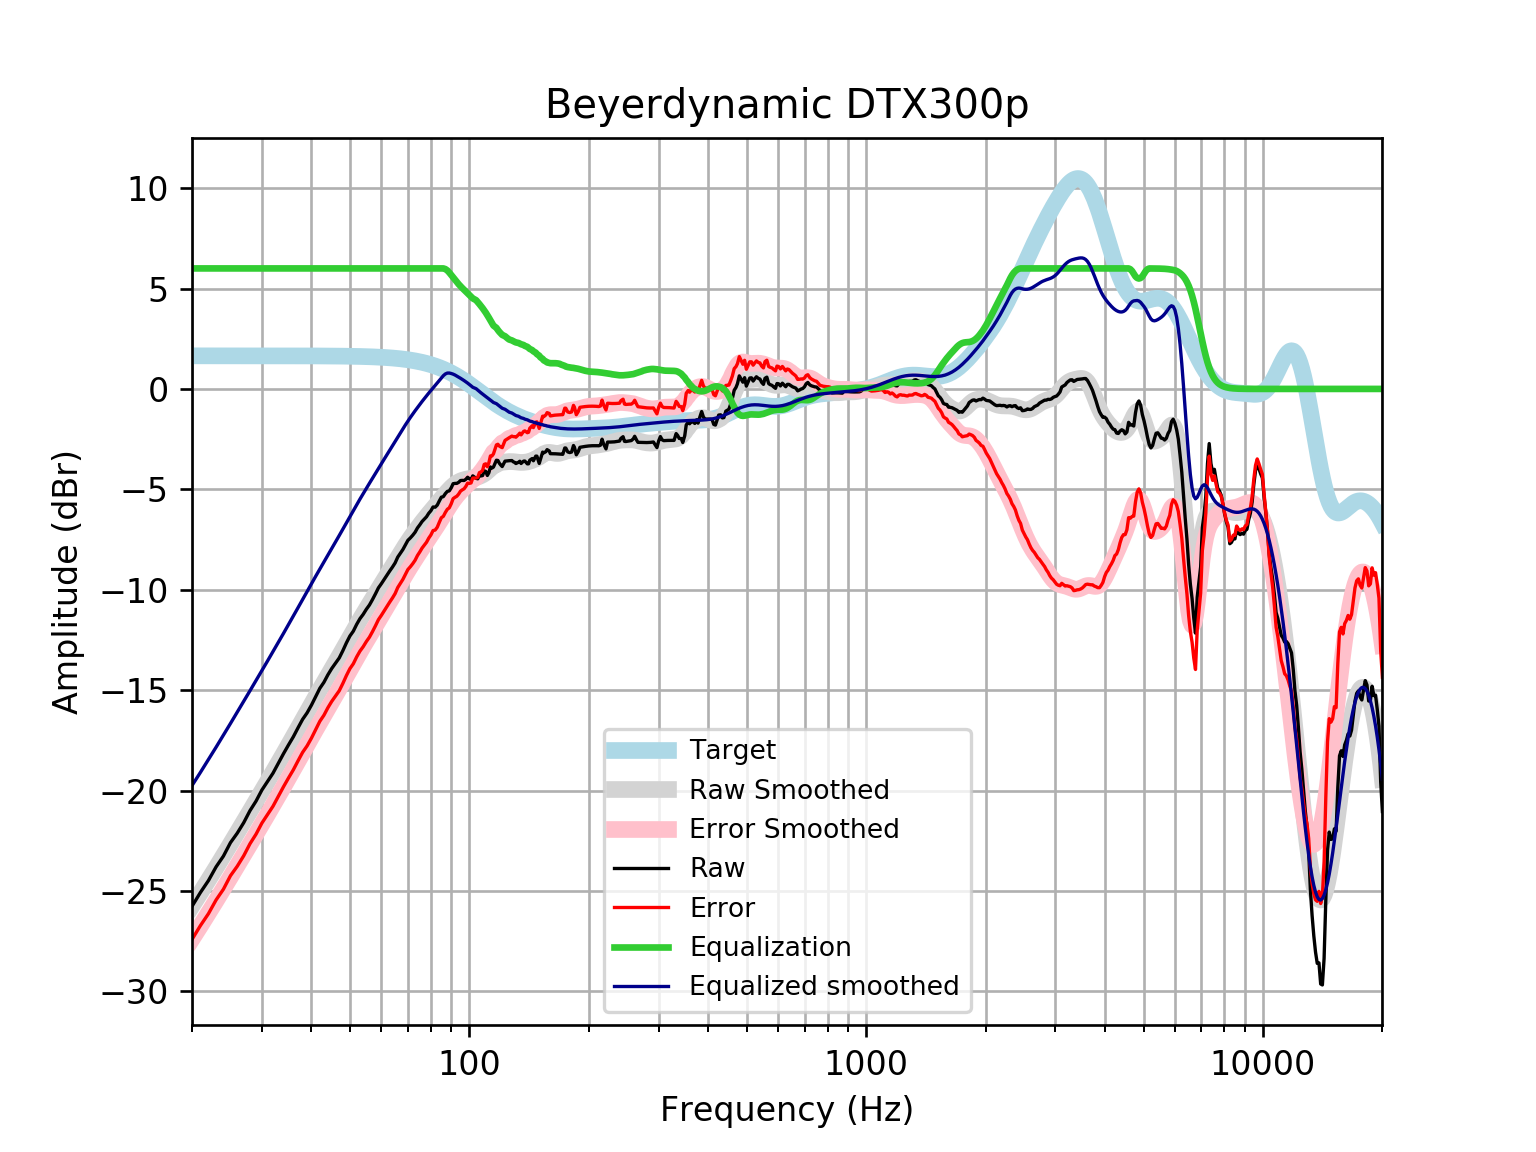 Beyerdynamic DTX300p
Amplitude (dBr)
10
5
0
−5
−10
−15
−20
−25
−30
Target
Raw Smoothed
Error Smoothed
Raw
Error
Equalization
Equalized smoothed
100
1000
10000
Frequency (Hz)